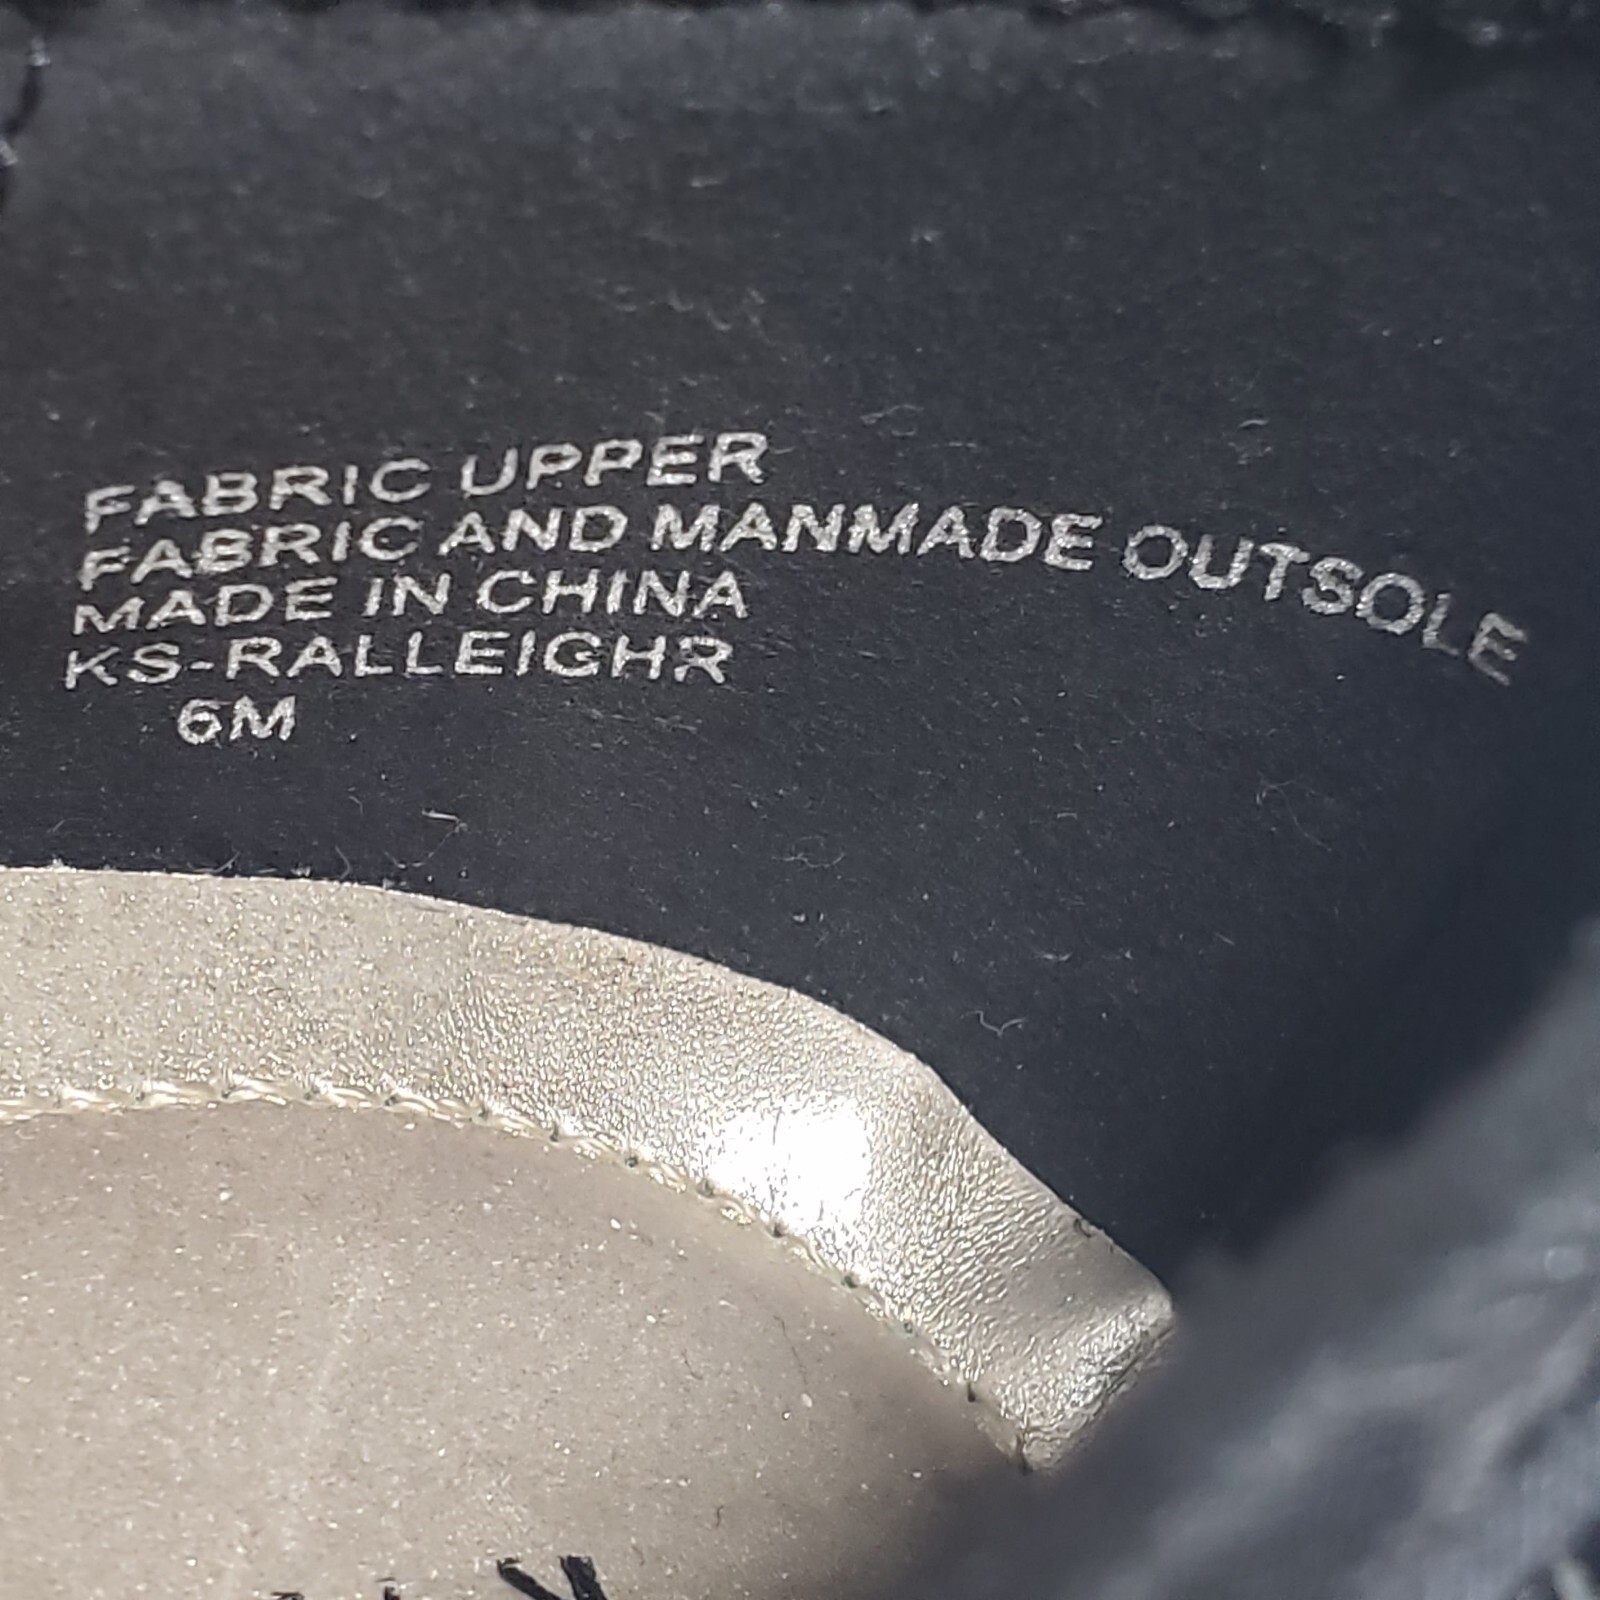 FABRIC UPPER
FABRIC AND MANMADE OUTSOLE
MADE IN CHINA
KS-RALLEIGHR
6M